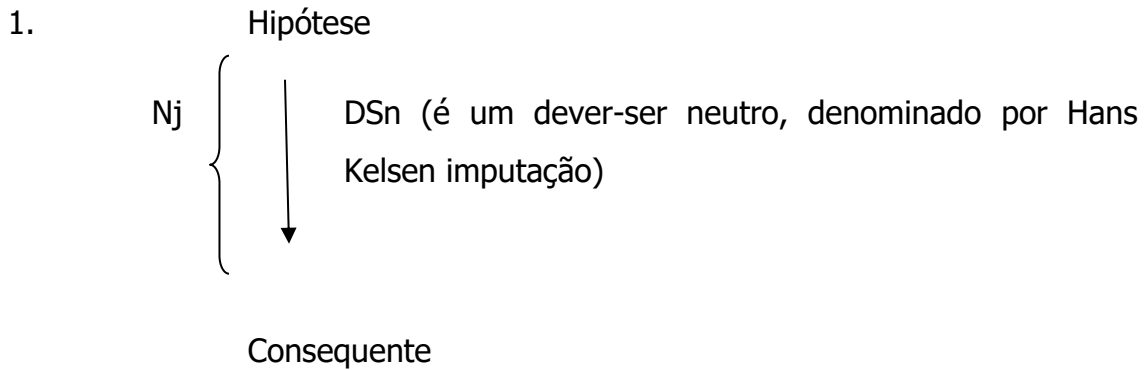 1. Hipótese
Nj DSn (é um dever-ser neutro, denominado por Hans
Kelsen imputação)
Consequente